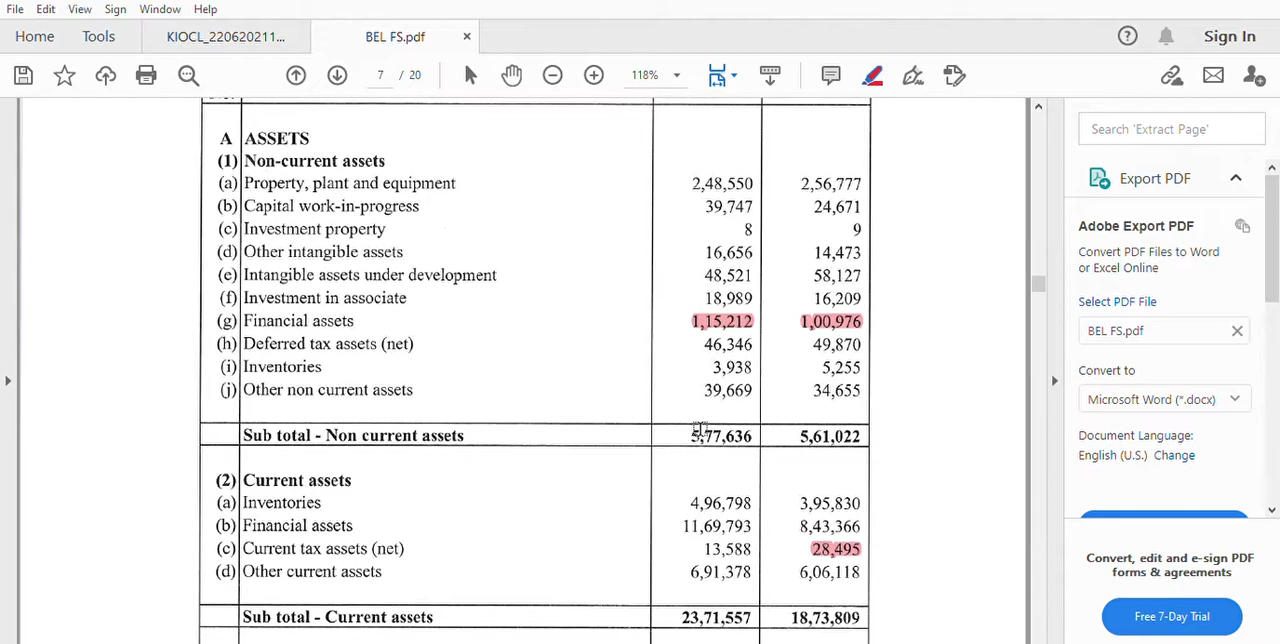 File Edit View Sign Window Help
Home Tools KIOCL_220620211... BEL FS.pdf × Sign In
7 / 20 118%
A ASSETS
(1) Non-current assets
(a) Property, plant and equipment 2,48,550 2,56,777
(b) Capital work-in-progress 39,747 24,671
(c) Investment property 8 9
(d) Other intangible assets 16,656 14,473
(e) Intangible assets under development 48,521 58,127
(f) Investment in associate 18,989 16,209
(g) Financial assets 1,15,212 1,00,976
(h) Deferred tax assets (net) 46,346 49,870
(i) Inventories 3,938 5,255
(j) Other non current assets 39,669 34,655
Sub total - Non current assets 5,77,636 5,61,022
(2) Current assets
(a) Inventories 4,96,798 3,95,830
(b) Financial assets 11,69,793 8,43,366
(c) Current tax assets (net) 13,588 28,495
(d) Other current assets 6,91,378 6,06,118
Sub total - Current assets 23,71,557 18,73,809
Search 'Extract Page'
Export PDF
Adobe Export PDF
Convert PDF Files to Word
or Excel Online
Select PDF File
BEL FS.pdf
Convert to
Microsoft Word (*.docx)
Document Language:
English (U.S.) Change
Convert, edit and e-sign PDF
forms & agreements
Free 7-Day Trial